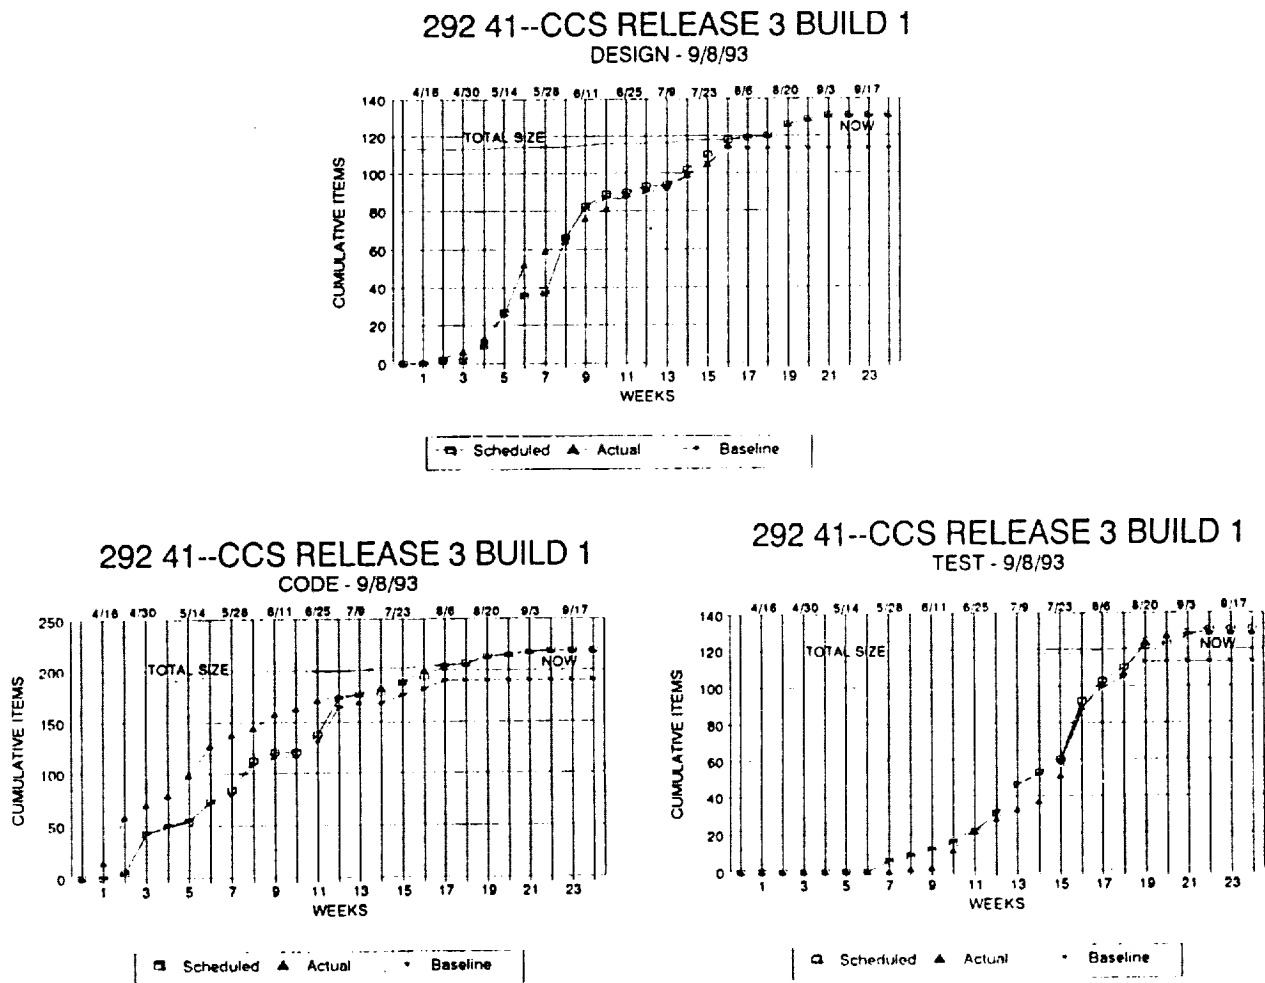 292 41--CCS RELEASE 3 BUILD 1
DESIGN - 9/8/93
4/16 4/30 5/14 5/28 6/11 6/25 7/9 7/23 8/6 8/20 9/3 9/17
140
120
100
80
60
40
20
0
CUMULATIVE ITEMS
TOTAL SIZE
NOW
1 3 5 7 9 11 13 15 17 19 21 23
WEEKS
Scheduled Actual Baseline
292 41--CCS RELEASE 3 BUILD 1
CODE - 9/8/93
4/16 4/30 5/14 5/28 6/11 6/25 7/9 7/23 8/6 8/20 9/3 9/17
250
200
150
100
50
0
CUMULATIVE ITEMS
TOTAL SIZE
NOW
1 3 5 7 9 11 13 15 17 19 21 23
WEEKS
Scheduled Actual Baseline
292 41--CCS RELEASE 3 BUILD 1
TEST - 9/8/93
4/16 4/30 5/14 5/28 6/11 6/25 7/9 7/23 8/6 8/20 9/3 9/17
140
120
100
80
60
40
20
0
CUMULATIVE ITEMS
TOTAL SIZE
NOW
1 3 5 7 9 11 13 15 17 19 21 23
WEEKS
Scheduled Actual Baseline